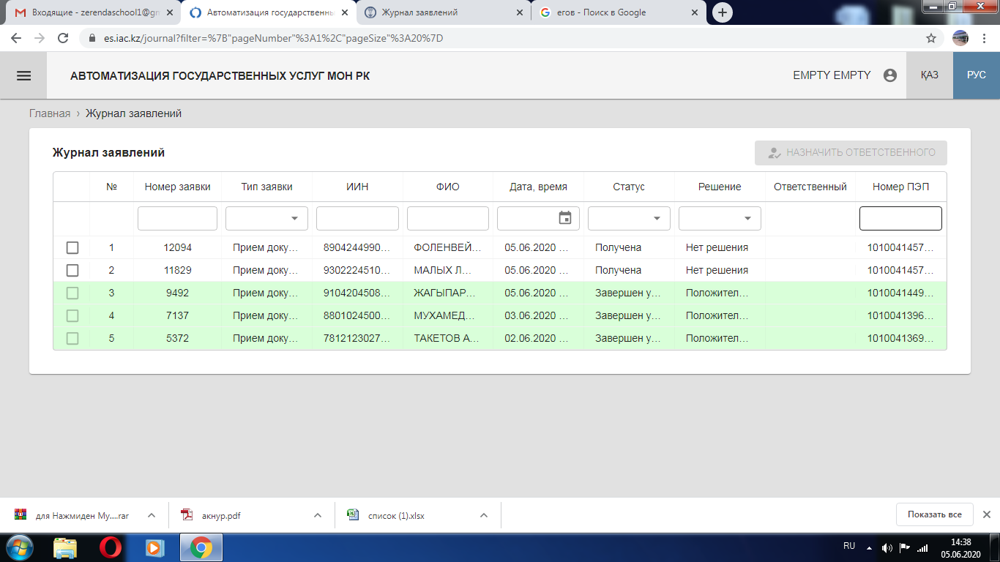 Входящие - zerendaschool1@gm
Автоматизация государственны
Журнал заявлений
егов - Поиск в Google
es.iac.kz/journal?filter=%7B"pageNumber"%3A1%2C"pageSize"%3A20%7D
АВТОМАТИЗАЦИЯ ГОСУДАРСТВЕННЫХ УСЛУГ МОН РК
EMPTY EMPTY
ҚАЗ
РУС
Главная › Журнал заявлений
Журнал заявлений
НАЗНАЧИТЬ ОТВЕТСТВЕННОГО
№ Номер заявки Тип заявки ИИН ФИО Дата, время Статус Решение Ответственный Номер ПЭП
1 12094 Прием доку... 8904244990... ФОЛЕНВЕЙ... 05.06.2020 ... Получена Нет решения 1010041457...
2 11829 Прием доку... 9302224510... МАЛЫХ Л... 05.06.2020 ... Получена Нет решения 1010041457...
3 9492 Прием доку... 9104204508... ЖАГЫПАР... 05.06.2020 ... Завершен у... Положител... 1010041449...
4 7137 Прием доку... 8801024500... МУХАМЕД... 03.06.2020 ... Завершен у... Положител... 1010041396...
5 5372 Прием доку... 7812123027... ТАКЕТОВ А... 02.06.2020 ... Завершен у... Положител... 1010041369...
для Нажмиден Му....rar
акнур.pdf
список (1).xlsx
Показать все
RU
14:38
05.06.2020